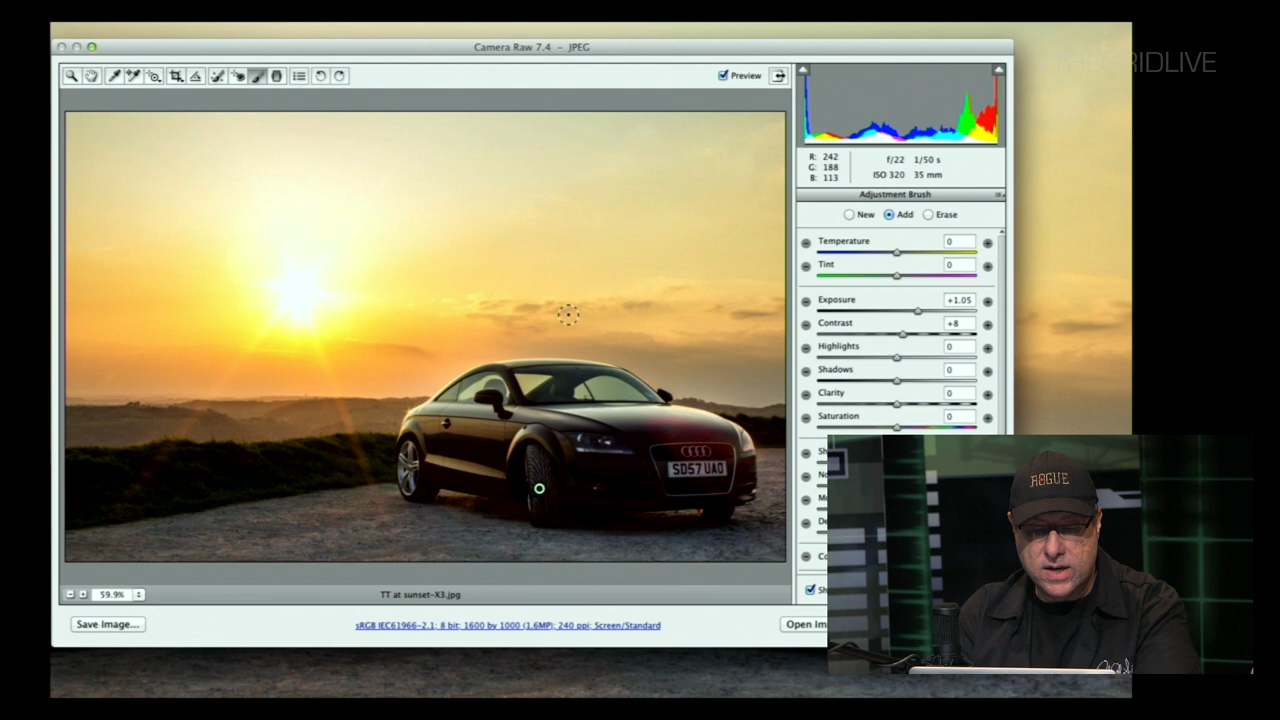 Camera Raw 7.4 - JPEG
RIDLIVE
Preview
R: 242
G: 188
B: 113
f/22 1/50 s
ISO 320 35 mm
Adjustment Brush
New Add Erase
Temperature 0
Tint 0
Exposure +1.05
Contrast +8
Highlights 0
Shadows 0
Clarity 0
Saturation 0
SD57 UAO
ROGUE
59.9%
TT at sunset-X3.jpg
Save Image...
sRGB IEC61966-2.1; 8 bit; 1600 by 1000 (1.6MP); 240 ppi; Screen/Standard
Open Im